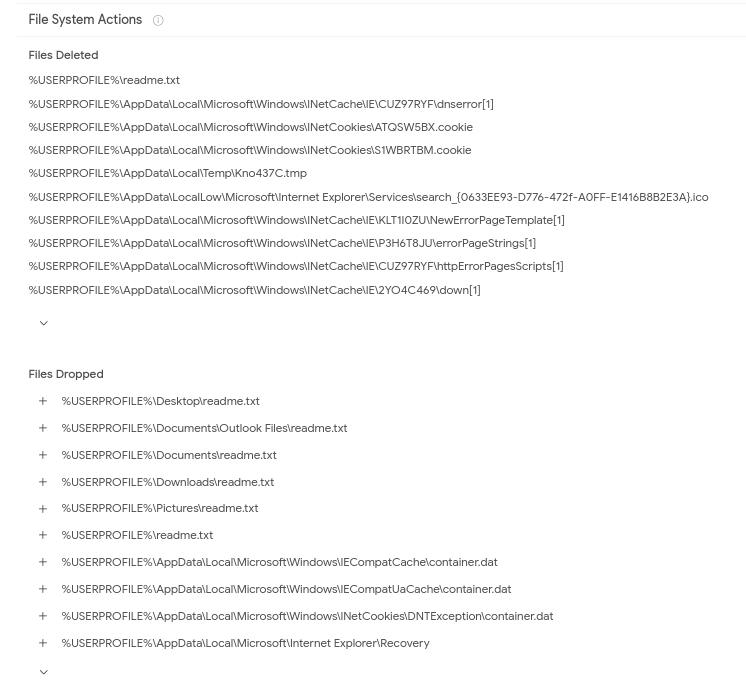 File System Actions
Files Deleted
%USERPROFILE%\readme.txt
%USERPROFILE%\AppData\Local\Microsoft\Windows\INetCache\IE\CUZ97RYF\dnserror[1]
%USERPROFILE%\AppData\Local\Microsoft\Windows\INetCookies\ATQSW5BX.cookie
%USERPROFILE%\AppData\Local\Microsoft\Windows\INetCookies\S1WBRTBM.cookie
%USERPROFILE%\AppData\Local\Temp\Kno437C.tmp
%USERPROFILE%\AppData\LocalLow\Microsoft\Internet Explorer\Services\search_{0633EE93-D776-472f-A0FF-E1416B8B2E3A}.ico
%USERPROFILE%\AppData\Local\Microsoft\Windows\INetCache\IE\KLT1I0ZU\NewErrorPageTemplate[1]
%USERPROFILE%\AppData\Local\Microsoft\Windows\INetCache\IE\P3H6T8JU\errorPageStrings[1]
%USERPROFILE%\AppData\Local\Microsoft\Windows\INetCache\IE\CUZ97RYF\httpErrorPagesScripts[1]
%USERPROFILE%\AppData\Local\Microsoft\Windows\INetCache\IE\2YO4C469\down[1]
Files Dropped
+ %USERPROFILE%\Desktop\readme.txt
+ %USERPROFILE%\Documents\Outlook Files\readme.txt
+ %USERPROFILE%\Documents\readme.txt
+ %USERPROFILE%\Downloads\readme.txt
+ %USERPROFILE%\Pictures\readme.txt
+ %USERPROFILE%\readme.txt
+ %USERPROFILE%\AppData\Local\Microsoft\Windows\IECompatCache\container.dat
+ %USERPROFILE%\AppData\Local\Microsoft\Windows\IECompatUaCache\container.dat
+ %USERPROFILE%\AppData\Local\Microsoft\Windows\INetCookies\DNTException\container.dat
+ %USERPROFILE%\AppData\Local\Microsoft\Internet Explorer\Recovery